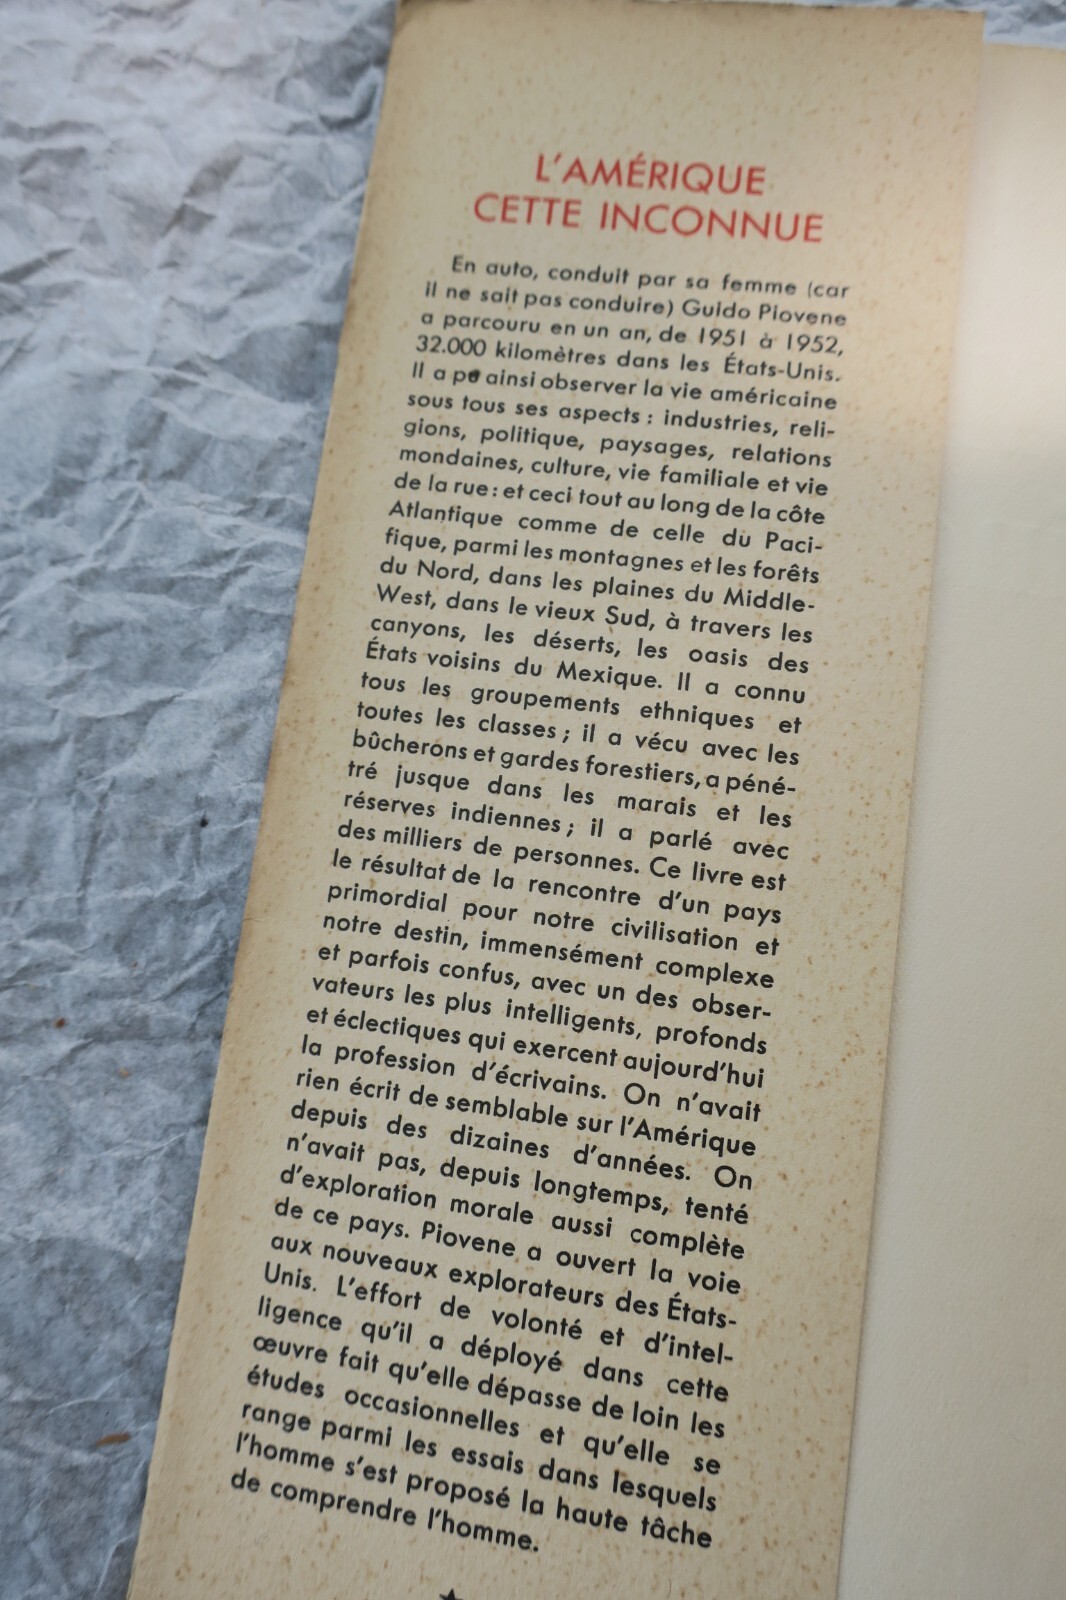 L'AMÉRIQUE
CETTE INCONNUE
En auto, conduit par sa femme (car
il ne sait pas conduire) Guido Piovene
a parcouru en un an, de 1951 à 1952,
32.000 kilomètres dans les États-Unis.
Il a pu ainsi observer la vie américaine
sous tous ses aspects : industries, reli-
gions, politique, paysages, relations
mondaines, culture, vie familiale et vie
de la rue : et ceci tout au long de la côte
Atlantique comme de celle du Paci-
fique, parmi les montagnes et les forêts
du Nord, dans les plaines du Middle-
West, dans le vieux Sud, à travers les
canyons, les déserts, les oasis des
États voisins du Mexique. Il a connu
tous les groupements ethniques et
toutes les classes ; il a vécu avec les
bûcherons et gardes forestiers, a péné-
tré jusque dans les marais et les
réserves indiennes ; il a parlé avec
des milliers de personnes. Ce livre est
le résultat de la rencontre d'un pays
primordial pour notre civilisation et
notre destin, immensément complexe
et parfois confus, avec un des obser-
vateurs les plus intelligents, profonds
et éclectiques qui exercent aujourd'hui
la profession d'écrivains. On n'avait
rien écrit de semblable sur l'Amérique
depuis des dizaines d'années. On
n'avait pas, depuis longtemps, tenté
d'exploration morale aussi complète
de ce pays. Piovene a ouvert la voie
aux nouveaux explorateurs des États-
Unis. L'effort de volonté et d'intel-
ligence qu'il a déployé dans cette
œuvre fait qu'elle dépasse de loin les
études occasionnelles et qu'elle se
range parmi les essais dans lesquels
l'homme s'est proposé la haute tâche
de comprendre l'homme.